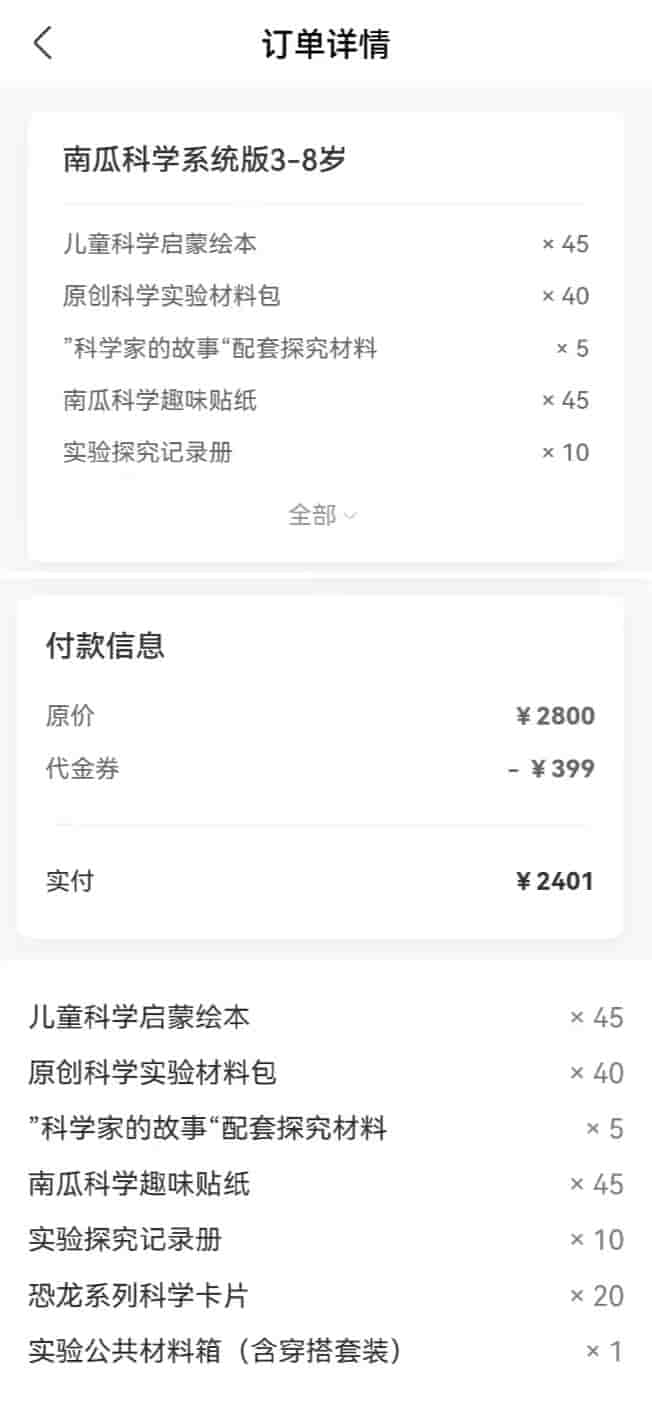 订单详情
南瓜科学系统版3-8岁
儿童科学启蒙绘本 × 45
原创科学实验材料包 × 40
”科学家的故事“配套探究材料 × 5
南瓜科学趣味贴纸 × 45
实验探究记录册 × 10
全部
付款信息
原价 ¥2800
代金券 - ¥399
实付 ¥2401
儿童科学启蒙绘本 × 45
原创科学实验材料包 × 40
”科学家的故事“配套探究材料 × 5
南瓜科学趣味贴纸 × 45
实验探究记录册 × 10
恐龙系列科学卡片 × 20
实验公共材料箱（含穿搭套装） × 1